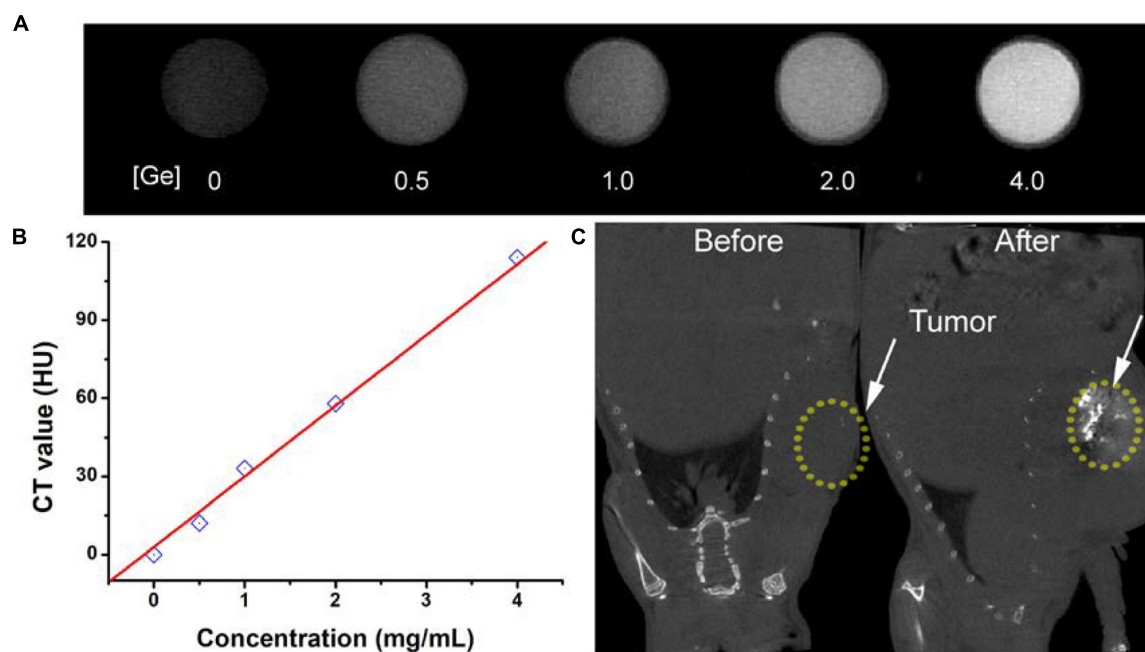 A
[Ge] 0 0.5 1.0 2.0 4.0
B
120
90
60
30
0
CT value (HU)
0 1 2 3 4
Concentration (mg/mL)
C
Before After
Tumor